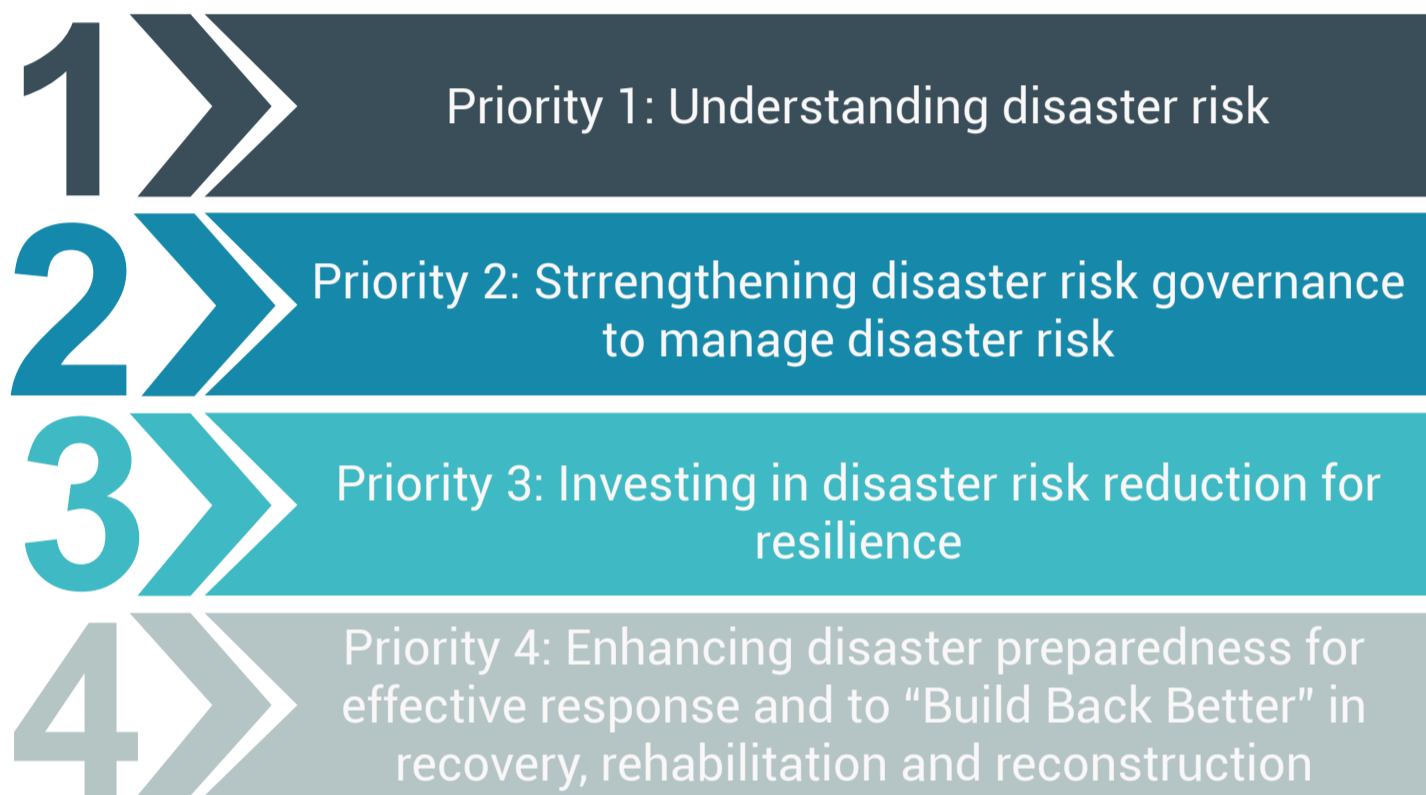 1
Priority 1: Understanding disaster risk
2
Priority 2: Strrengthening disaster risk governance
to manage disaster risk
3
Priority 3: Investing in disaster risk reduction for
resilience
4
Priority 4: Enhancing disaster preparedness for
effective response and to “Build Back Better” in
recovery, rehabilitation and reconstruction